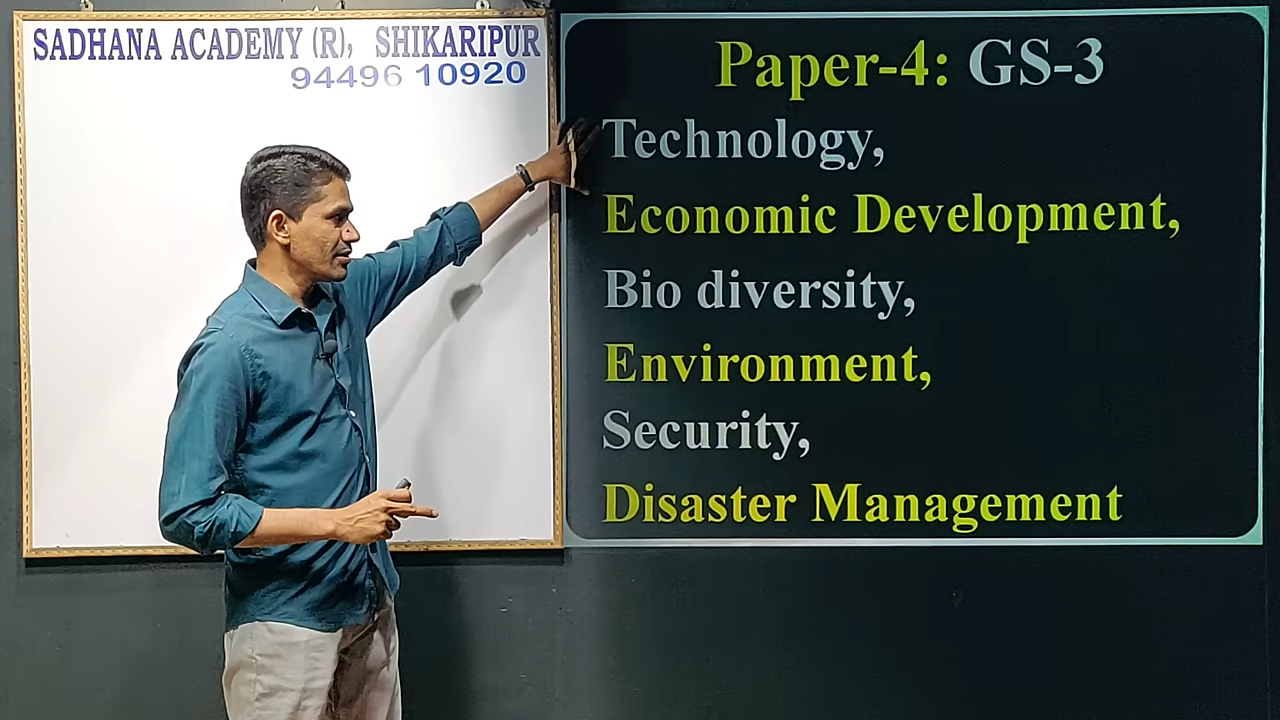 SADHANA ACADEMY (R), SHIKARIPUR
94496 10920
Paper-4: GS-3
Technology,
Economic Development,
Bio diversity,
Environment,
Security,
Disaster Management